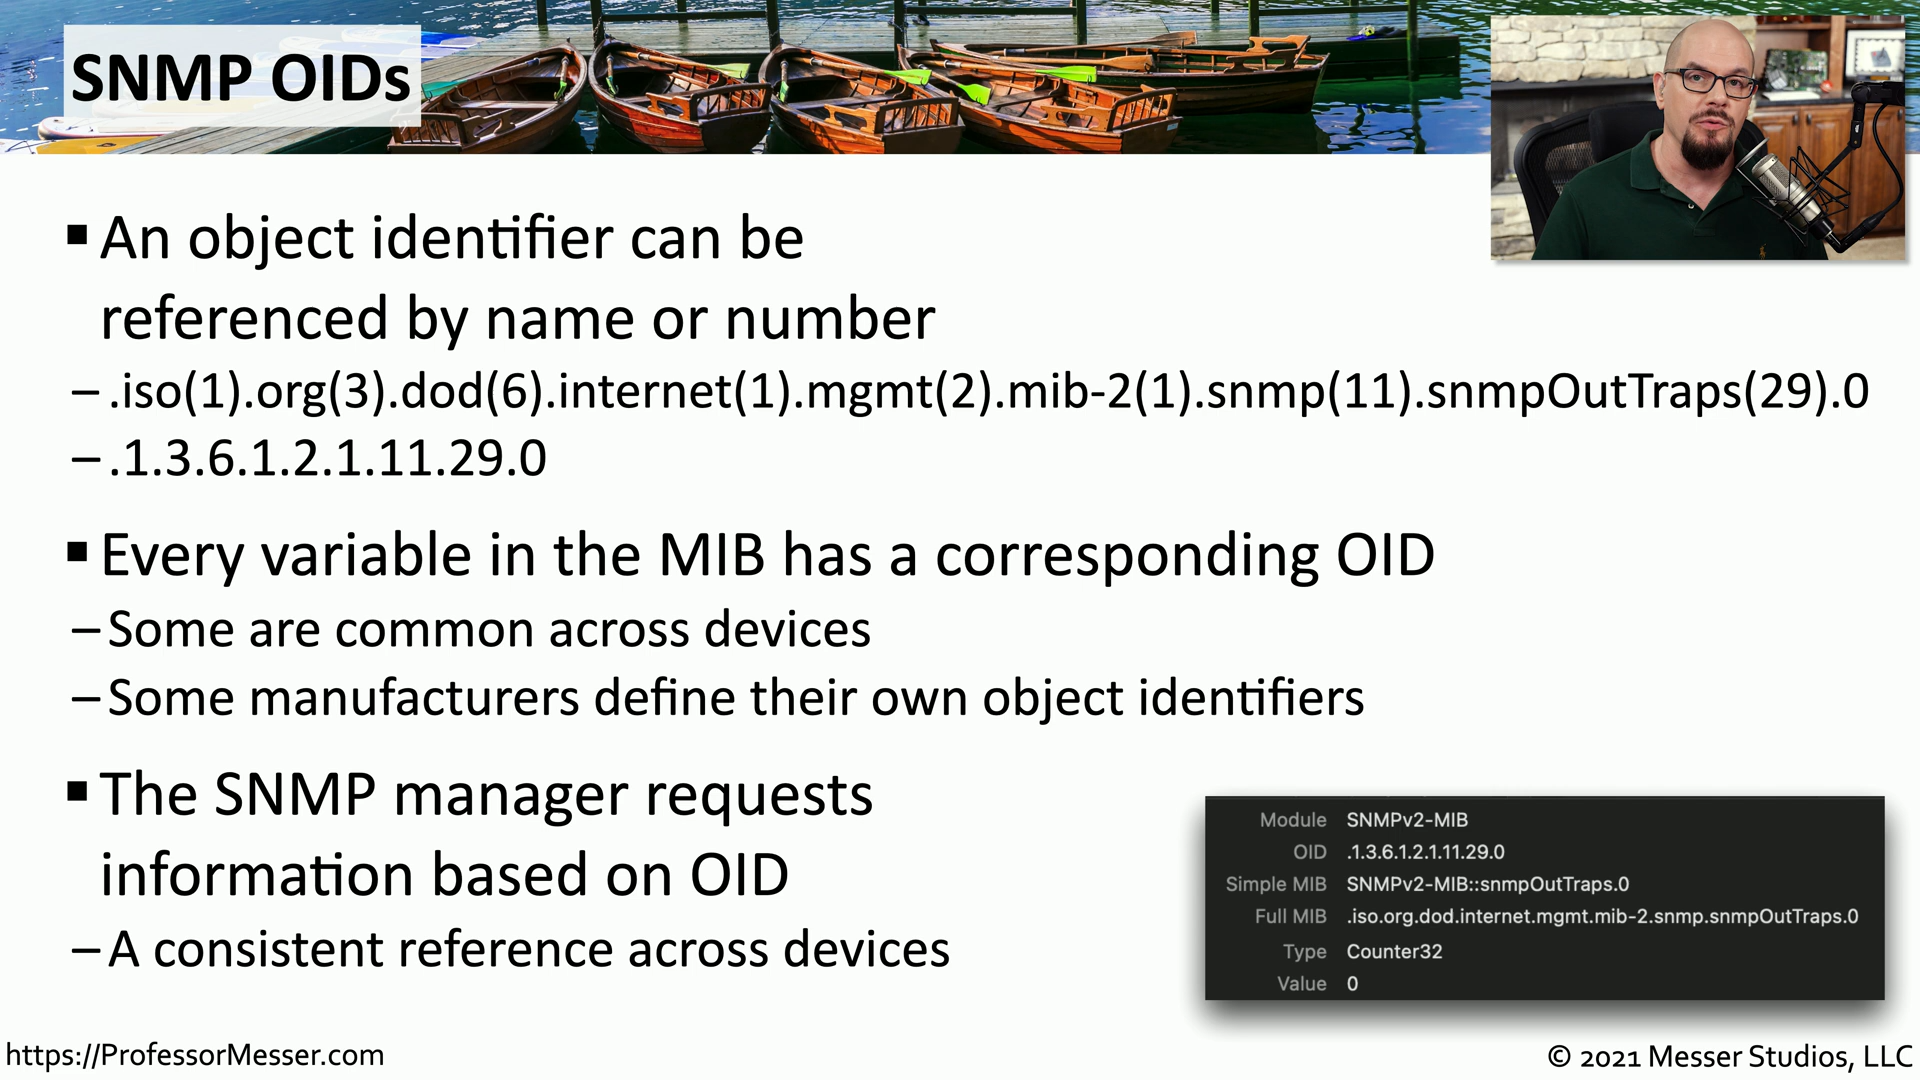 SNMP OIDs
▪ An object identifier can be
referenced by name or number
– .iso(1).org(3).dod(6).internet(1).mgmt(2).mib-2(1).snmp(11).snmpOutTraps(29).0
– .1.3.6.1.2.1.11.29.0
▪ Every variable in the MIB has a corresponding OID
– Some are common across devices
– Some manufacturers define their own object identifiers
▪ The SNMP manager requests
information based on OID
– A consistent reference across devices
Module SNMPv2-MIB
OID .1.3.6.1.2.1.11.29.0
Simple MIB SNMPv2-MIB::snmpOutTraps.0
Full MIB .iso.org.dod.internet.mgmt.mib-2.snmp.snmpOutTraps.0
Type Counter32
Value 0
https://ProfessorMesser.com
© 2021 Messer Studios, LLC